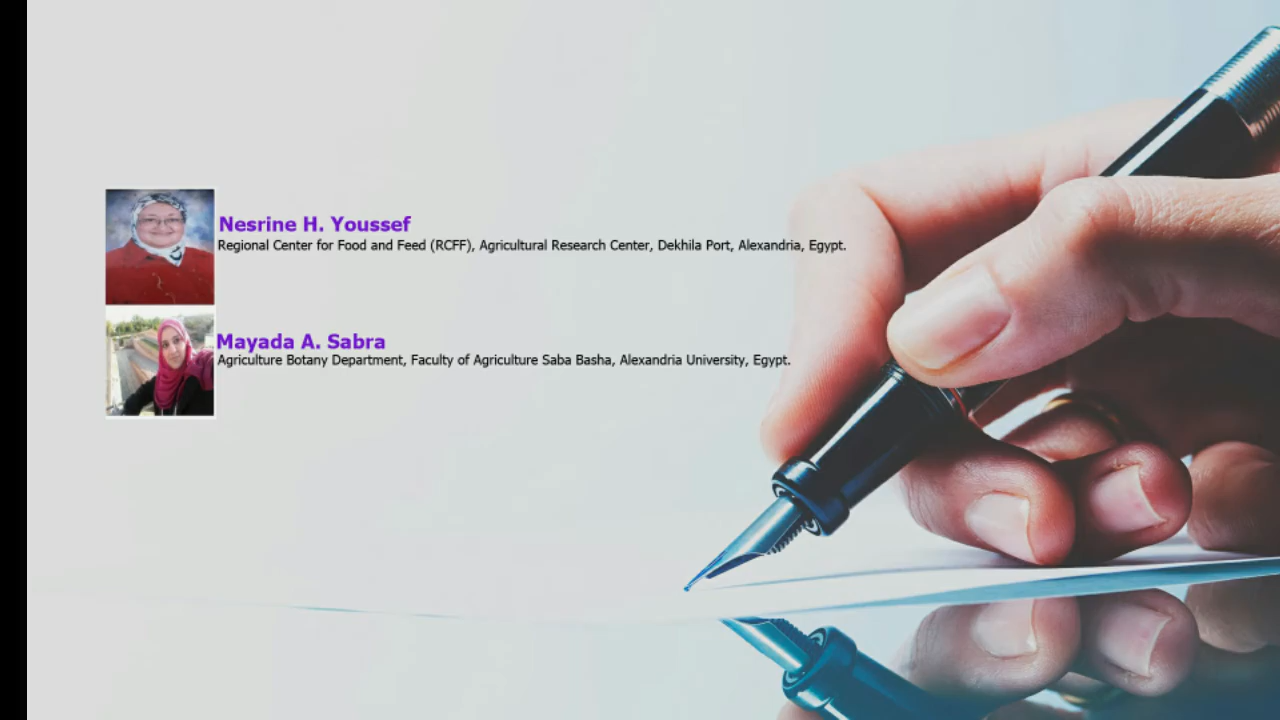 Nesrine H. Youssef
Regional Center for Food and Feed (RCFF), Agricultural Research Center, Dekhila Port, Alexandria, Egypt.
Mayada A. Sabra
Agriculture Botany Department, Faculty of Agriculture Saba Basha, Alexandria University, Egypt.